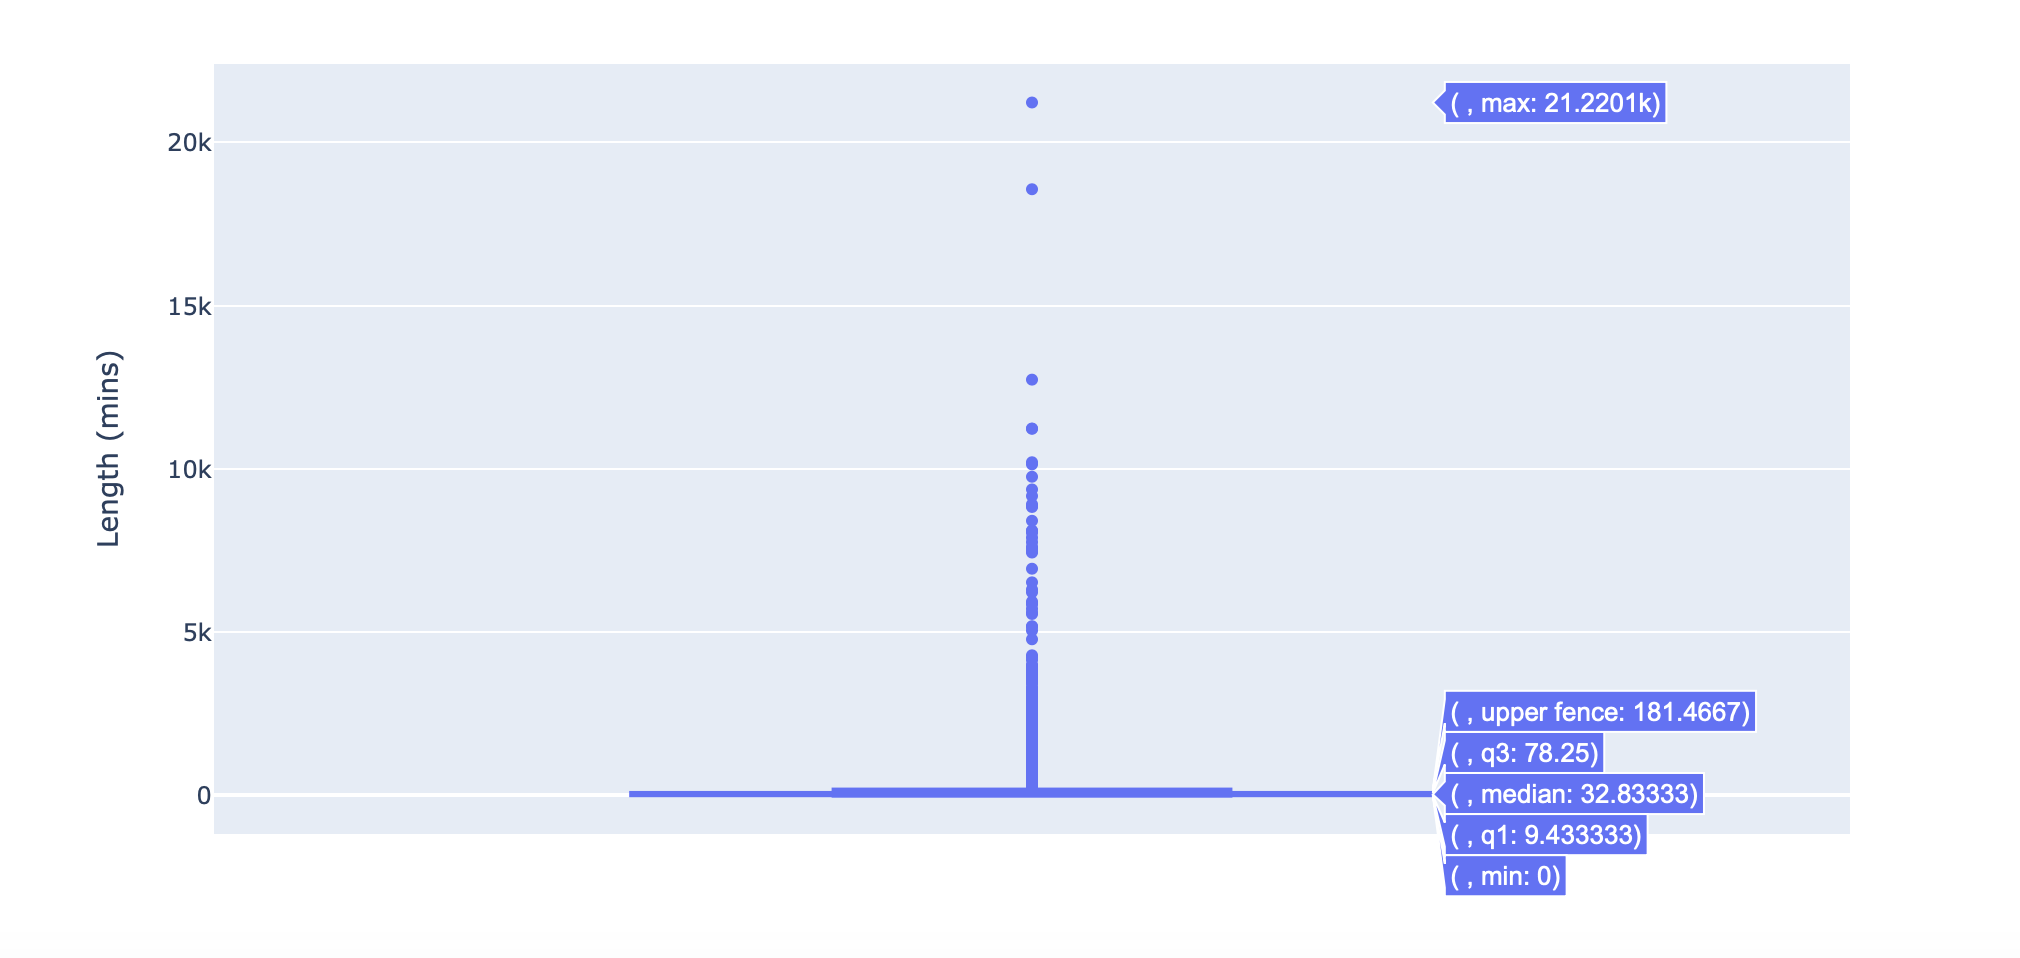 Length (mins)
20k
15k
10k
5k
0
( , max: 21.2201k)
( , upper fence: 181.4667)
( , q3: 78.25)
( , median: 32.83333)
( , q1: 9.433333)
( , min: 0)